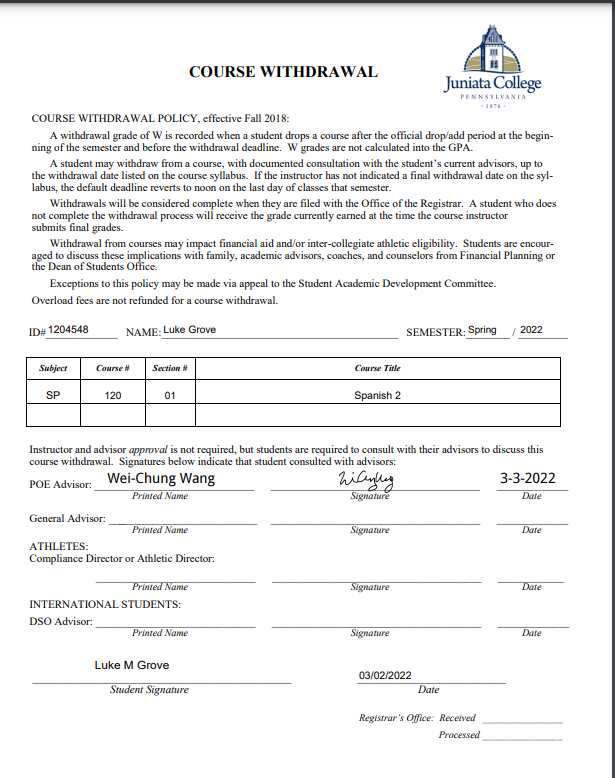 COURSE WITHDRAWAL
Juniata College
PENNSYLVANIA
· 1876 ·
COURSE WITHDRAWAL POLICY, effective Fall 2018:
A withdrawal grade of W is recorded when a student drops a course after the official drop/add period at the begin-
ning of the semester and before the withdrawal deadline. W grades are not calculated into the GPA.
A student may withdraw from a course, with documented consultation with the student's current advisors, up to
the withdrawal date listed on the course syllabus. If the instructor has not indicated a final withdrawal date on the syl-
labus, the default deadline reverts to noon on the last day of classes that semester.
Withdrawals will be considered complete when they are filed with the Office of the Registrar. A student who does
not complete the withdrawal process will receive the grade currently earned at the time the course instructor
submits final grades.
Withdrawal from courses may impact financial aid and/or inter-collegiate athletic eligibility. Students are encour-
aged to discuss these implications with family, academic advisors, coaches, and counselors from Financial Planning or
the Dean of Students Office.
Exceptions to this policy may be made via appeal to the Student Academic Development Committee.
Overload fees are not refunded for a course withdrawal.
ID# 1204548 NAME: Luke Grove SEMESTER: Spring / 2022
Subject Course # Section # Course Title
SP 120 01 Spanish 2
Instructor and advisor approval is not required, but students are required to consult with their advisors to discuss this
course withdrawal. Signatures below indicate that student consulted with advisors:
POE Advisor: Wei-Chung Wang 3-3-2022
Printed Name Signature Date
General Advisor:
Printed Name Signature Date
ATHLETES:
Compliance Director or Athletic Director:
Printed Name Signature Date
INTERNATIONAL STUDENTS:
DSO Advisor:
Printed Name Signature Date
Luke M Grove 03/02/2022
Student Signature Date
Registrar's Office: Received
Processed